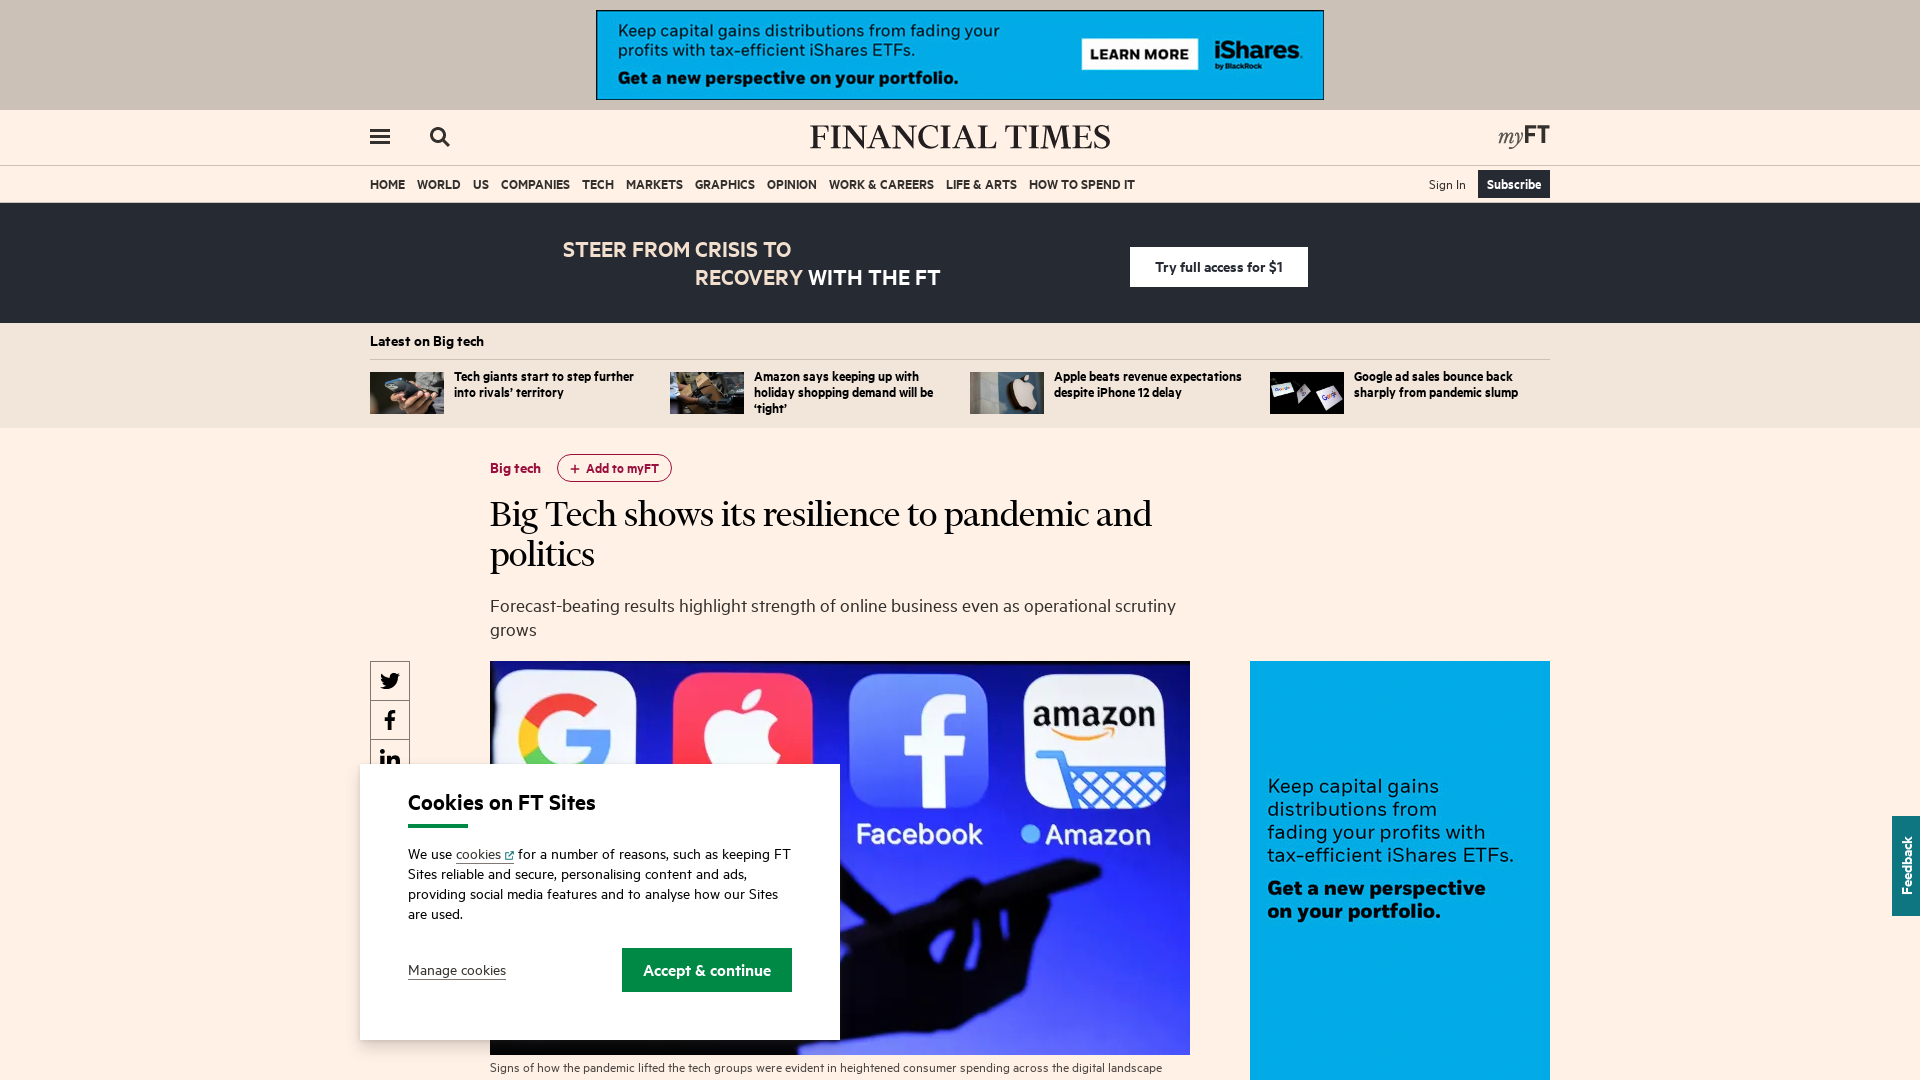 Keep capital gains distributions from fading your
profits with tax-efficient iShares ETFs.
Get a new perspective on your portfolio.
LEARN MORE
iShares.
by BlackRock
FINANCIAL TIMES
myFT
HOME WORLD US COMPANIES TECH MARKETS GRAPHICS OPINION WORK & CAREERS LIFE & ARTS HOW TO SPEND IT
Sign In
Subscribe
STEER FROM CRISIS TO
RECOVERY WITH THE FT
Try full access for $1
Latest on Big tech
Tech giants start to step further
into rivals’ territory
Amazon says keeping up with
holiday shopping demand will be
‘tight’
Apple beats revenue expectations
despite iPhone 12 delay
Google ad sales bounce back
sharply from pandemic slump
Big tech
+ Add to myFT
Big Tech shows its resilience to pandemic and
politics
Forecast-beating results highlight strength of online business even as operational scrutiny
grows
amazon
Facebook
Amazon
Cookies on FT Sites
We use cookies for a number of reasons, such as keeping FT
Sites reliable and secure, personalising content and ads,
providing social media features and to analyse how our Sites
are used.
Manage cookies
Accept & continue
Keep capital gains
distributions from
fading your profits with
tax-efficient iShares ETFs.
Get a new perspective
on your portfolio.
Feedback
Signs of how the pandemic lifted the tech groups were evident in heightened consumer spending across the digital landscape